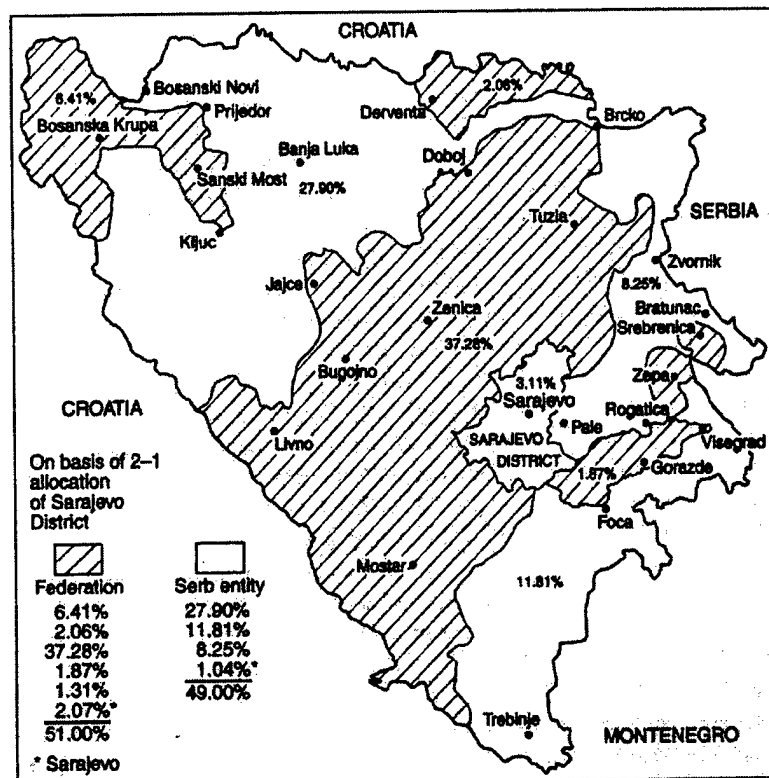 CROATIA
Bosanski Novi
6.41%
Prijedor
Bosanska Krupa
2.06%
Derventa
Brcko
Banja Luka
27.90%
Doboj
Sanski Most
Kljuc
Tuzla
SERBIA
Zvornik
8.25%
Jajce
Zenica
37.28%
Bratunac
Srebrenica
Bugojno
3.11%
Sarajevo
Zepa
CROATIA
Livno
SARAJEVO
DISTRICT
Pale
Rogatica
Visegrad
1.87%
Gorazde
Foca
On basis of 2–1
allocation
of Sarajevo
District
Mostar
11.81%
Federation
6.41%
2.06%
37.28%
1.87%
1.31%
2.07%*
51.00%
* Sarajevo
Serb entity
27.90%
11.81%
8.25%
1.04%*
49.00%
Trebinje
MONTENEGRO